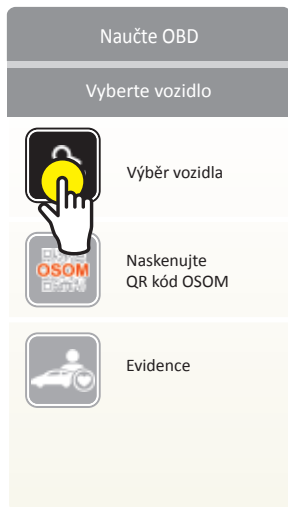 Naučte OBD
Vyberte vozidlo
Výběr vozidla
OSOM
Naskenujte
QR kód OSOM
Evidence